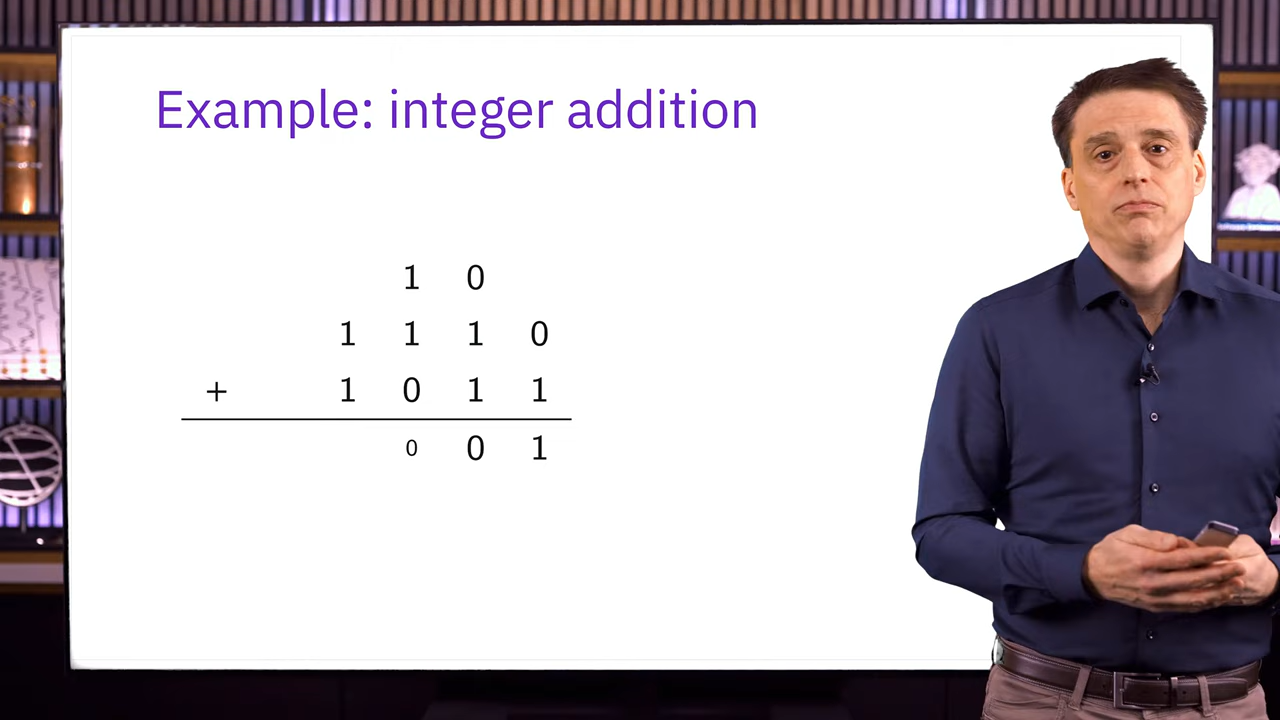 Example: integer addition
1 0
1 1 1 0
+ 1 0 1 1
0 0 1